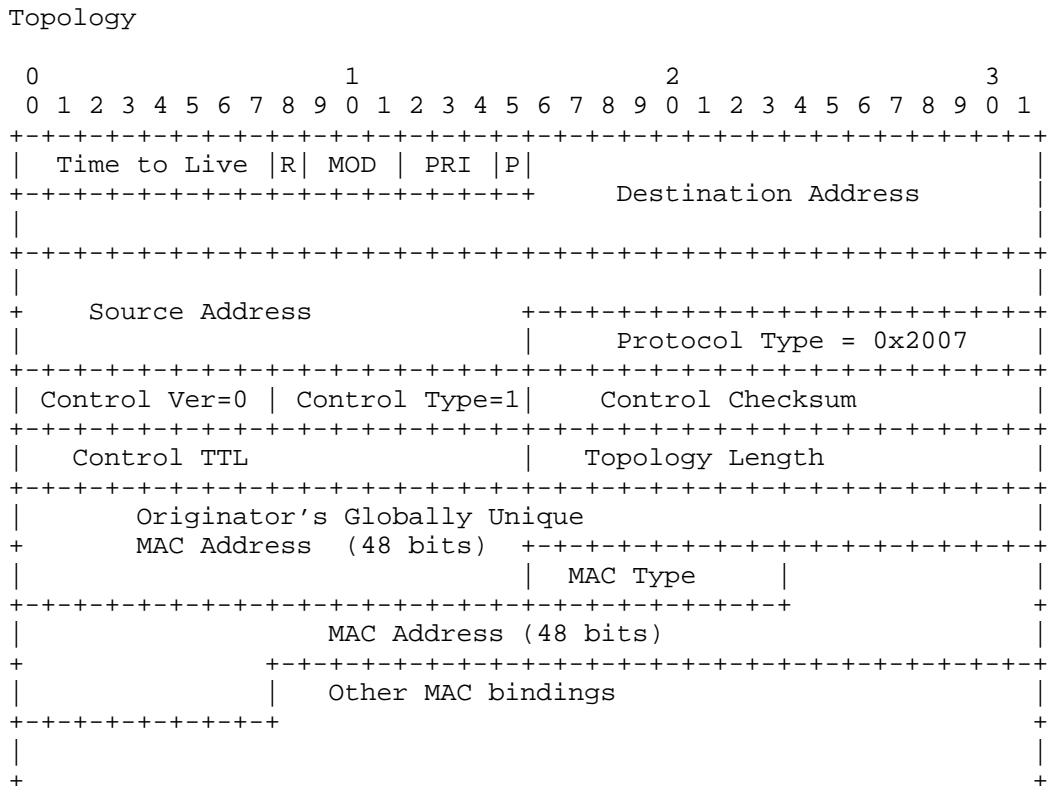 Topology
0                   1                   2                   3
0 1 2 3 4 5 6 7 8 9 0 1 2 3 4 5 6 7 8 9 0 1 2 3 4 5 6 7 8 9 0 1
+-+-+-+-+-+-+-+-+-+-+-+-+-+-+-+-+-+-+-+-+-+-+-+-+-+-+-+-+-+-+-+-+
|  Time to Live |R| MOD | PRI |P|                               |
+-+-+-+-+-+-+-+-+-+-+-+-+-+-+-+-+     Destination Address       |
|                                                               |
+-+-+-+-+-+-+-+-+-+-+-+-+-+-+-+-+-+-+-+-+-+-+-+-+-+-+-+-+-+-+-+-+
|                                                               |
+    Source Address             +-+-+-+-+-+-+-+-+-+-+-+-+-+-+-+-+
|                               |     Protocol Type = 0x2007    |
+-+-+-+-+-+-+-+-+-+-+-+-+-+-+-+-+-+-+-+-+-+-+-+-+-+-+-+-+-+-+-+-+
| Control Ver=0 | Control Type=1|    Control Checksum           |
+-+-+-+-+-+-+-+-+-+-+-+-+-+-+-+-+-+-+-+-+-+-+-+-+-+-+-+-+-+-+-+-+
|   Control TTL                 |   Topology Length             |
+-+-+-+-+-+-+-+-+-+-+-+-+-+-+-+-+-+-+-+-+-+-+-+-+-+-+-+-+-+-+-+-+
|       Originator's Globally Unique                            |
+       MAC Address  (48 bits)  +-+-+-+-+-+-+-+-+-+-+-+-+-+-+-+-+
|                               |  MAC Type     |               |
+-+-+-+-+-+-+-+-+-+-+-+-+-+-+-+-+-+-+-+-+-+-+-+-+               +
|                   MAC Address (48 bits)                       |
+               +-+-+-+-+-+-+-+-+-+-+-+-+-+-+-+-+-+-+-+-+-+-+-+-+
|               |   Other MAC bindings                          |
+-+-+-+-+-+-+-+-+                                               +
|                                                               |
+                                                               +